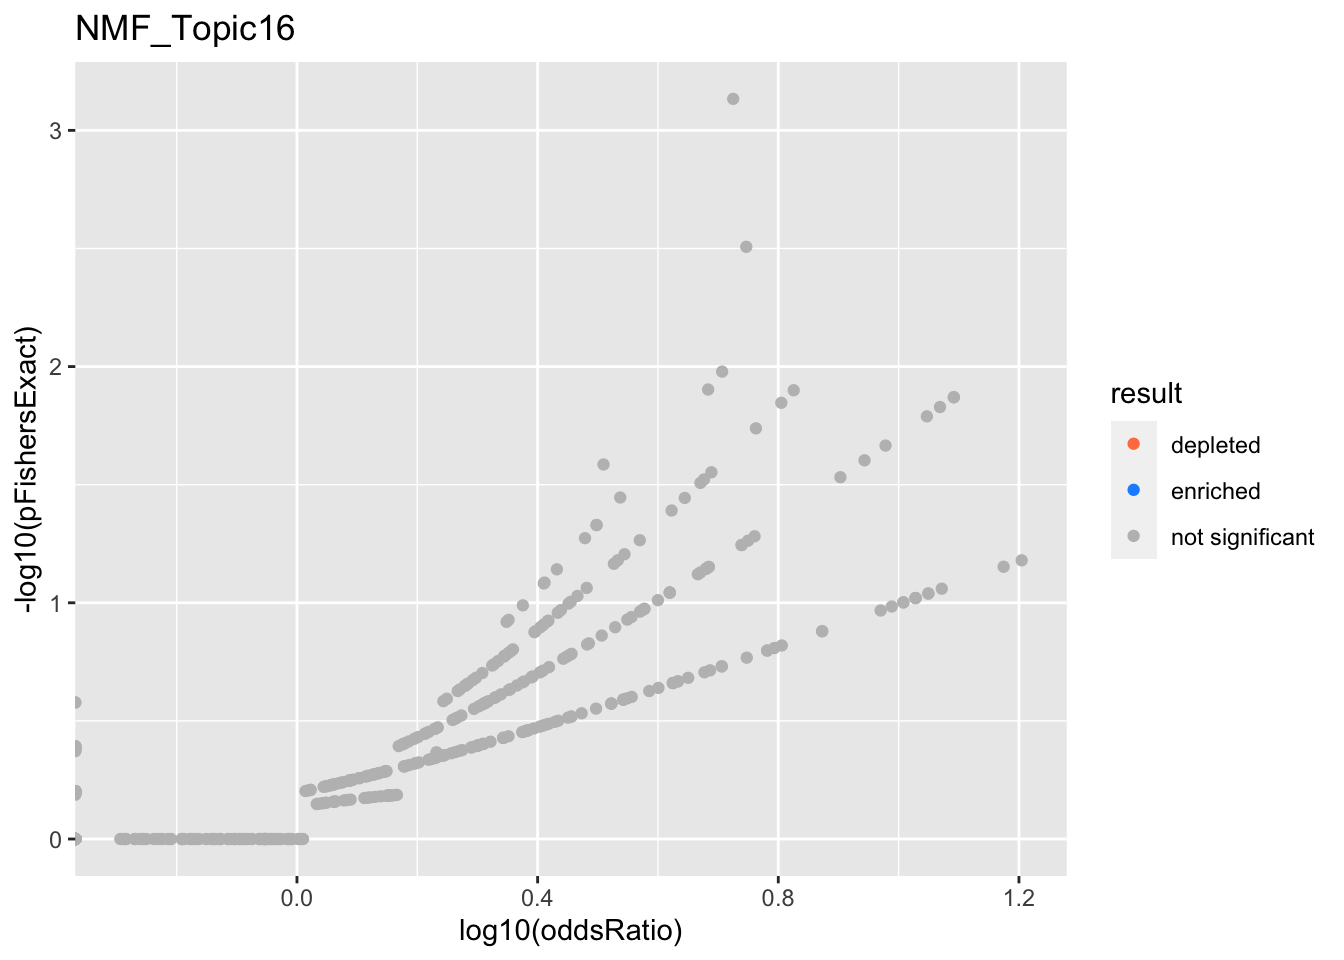 NMF_Topic16
-log10(pFishersExact)
3
2
1
0
0.0 0.4 0.8 1.2
log10(oddsRatio)
result
depleted
enriched
not significant